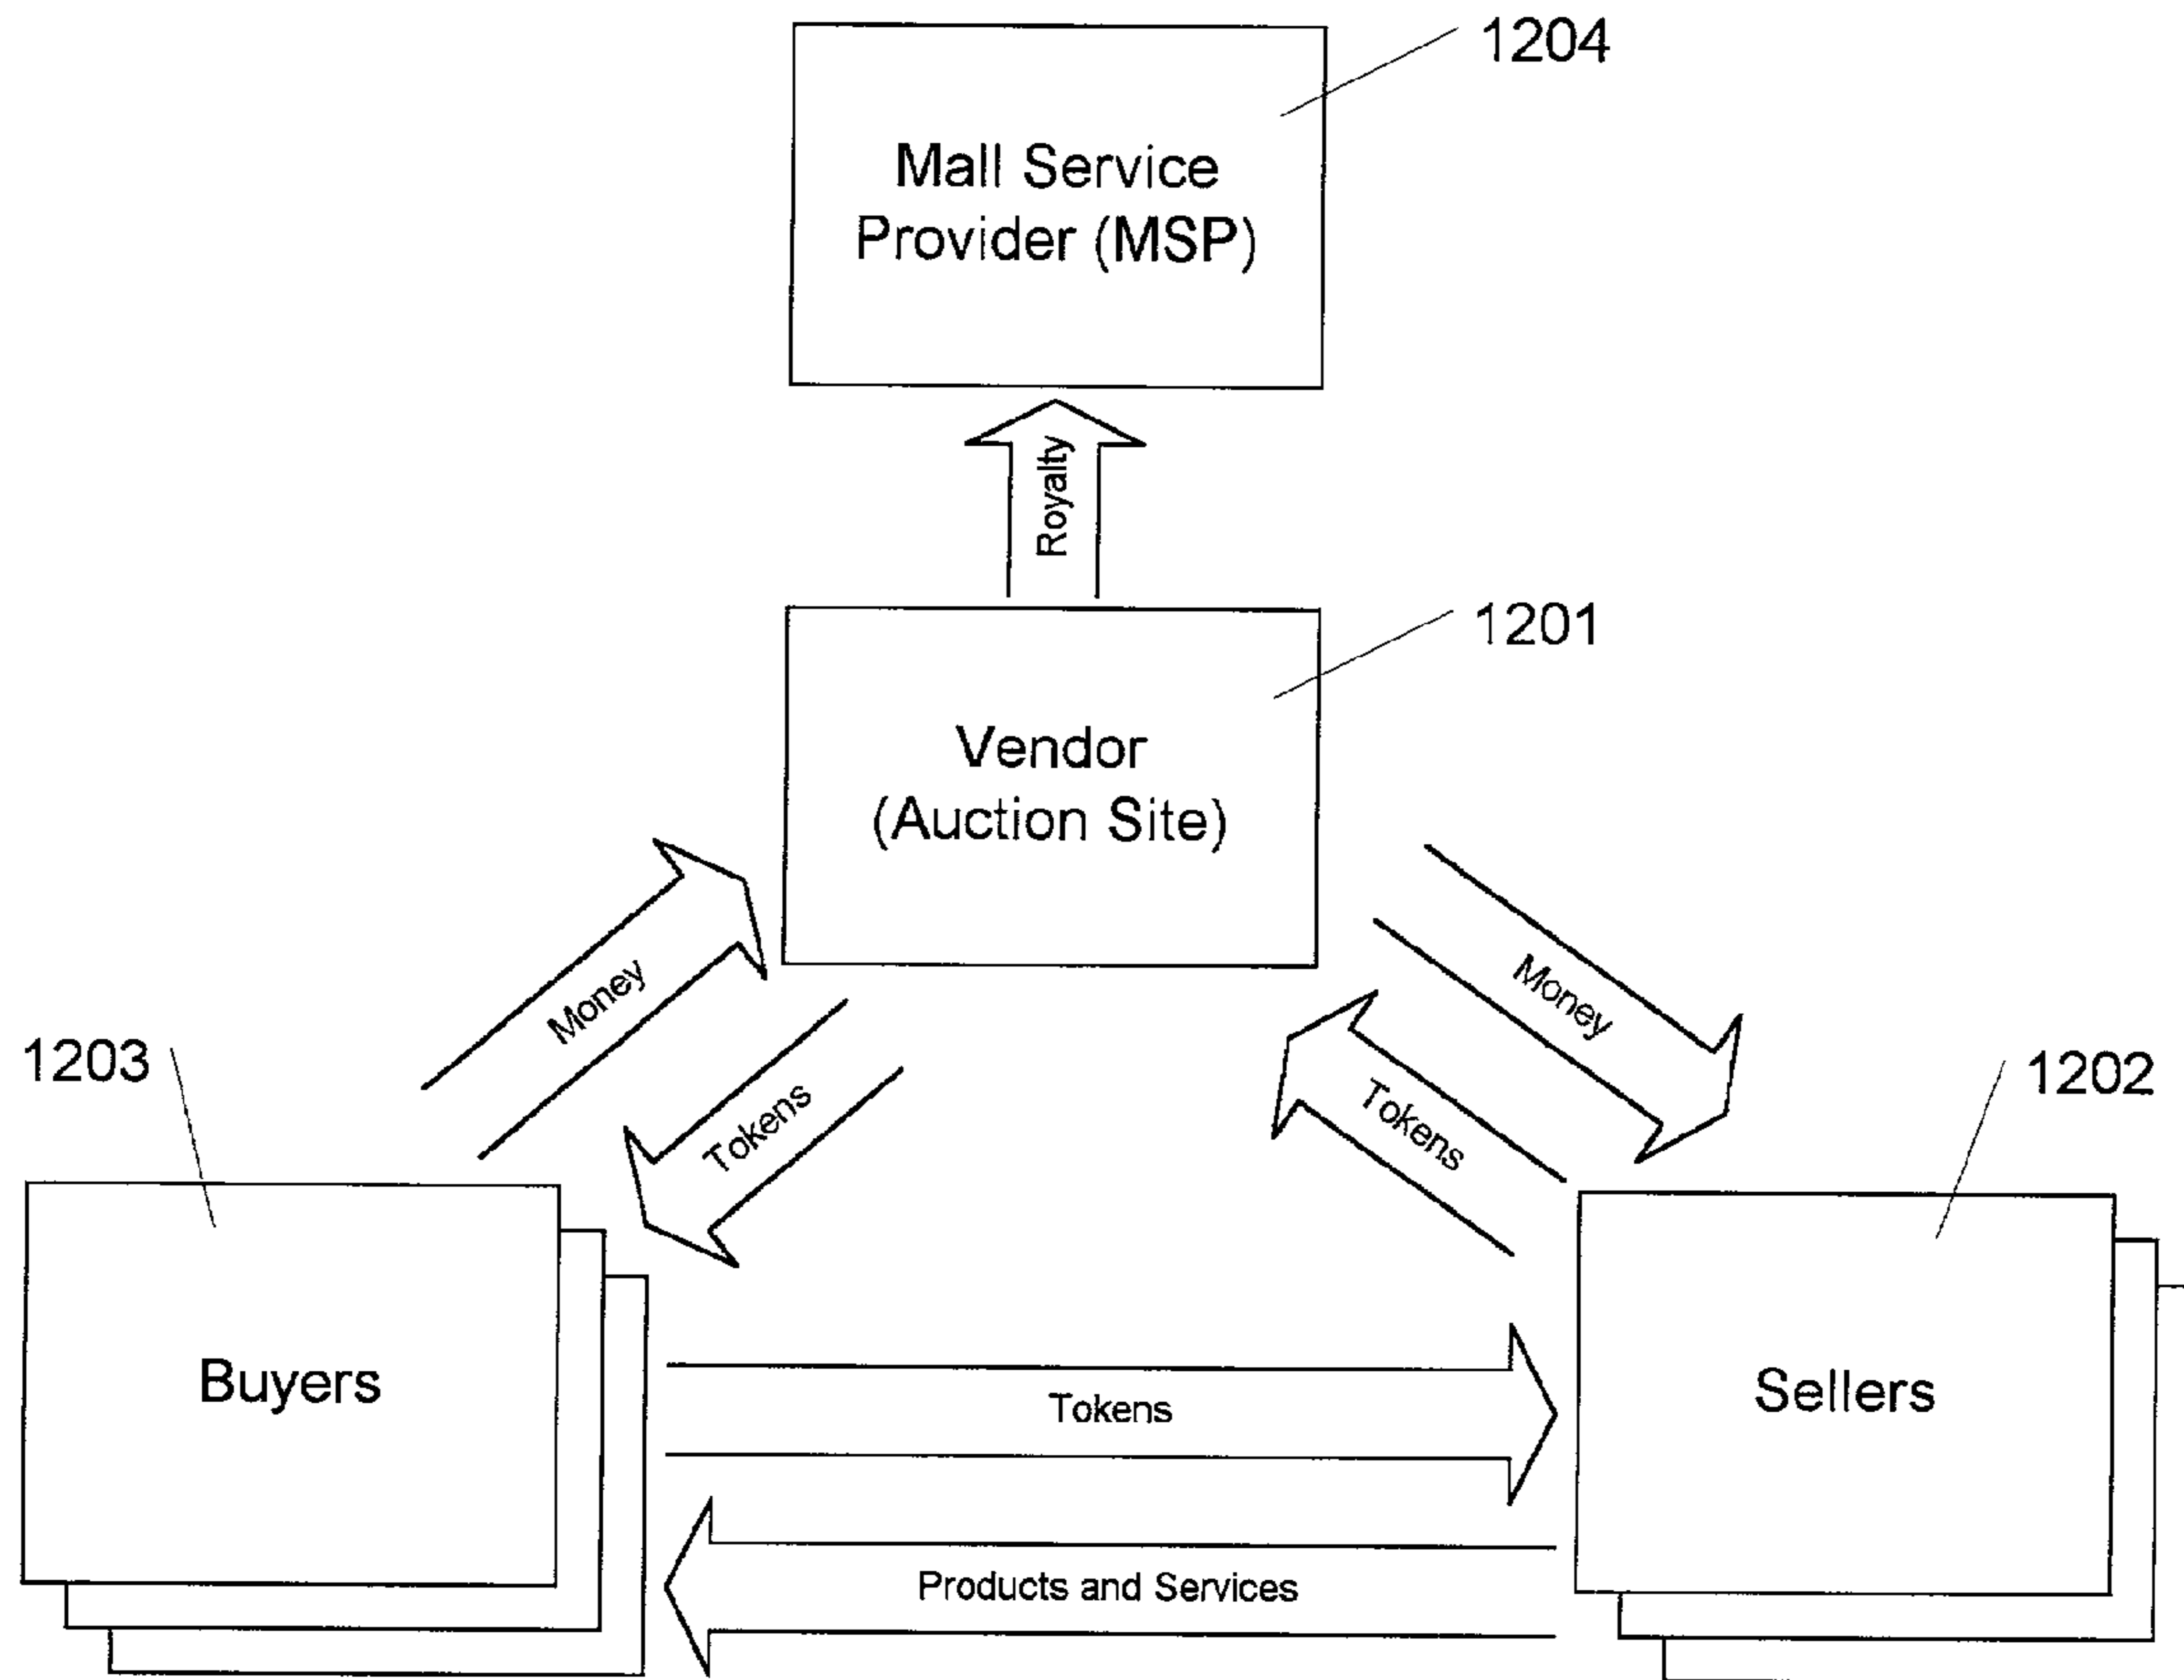 1204
Mall Service
Provider (MSP)
Royalty
1201
Vendor
(Auction Site)
Money
Money
1203
Tokens
Tokens
1202
Buyers
Tokens
Sellers
Products and Services